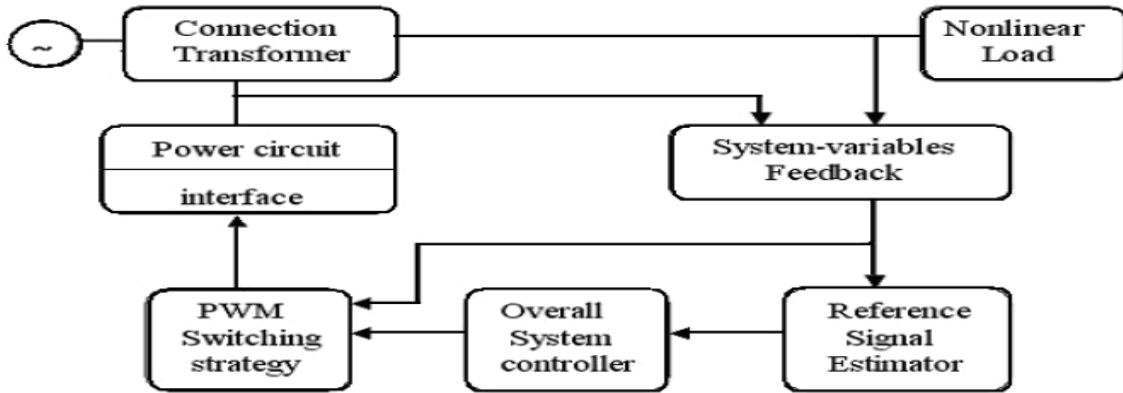 ~
Connection
Transformer
Nonlinear
Load
Power circuit
interface
System-variables
Feedback
PWM
Switching
strategy
Overall
System
controller
Reference
Signal
Estimator